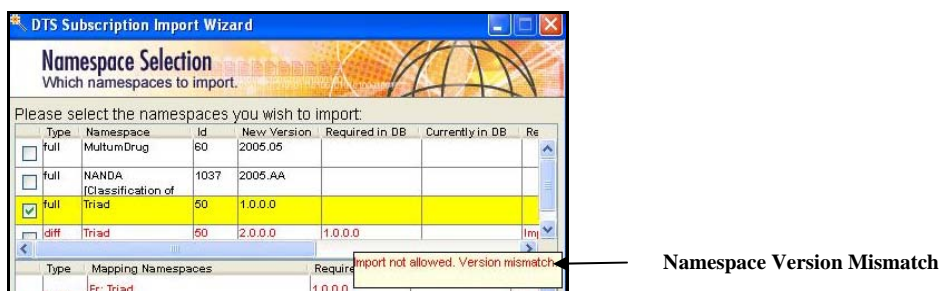 DTS Subscription Import Wizard
Namespace Selection
Which namespaces to import.
Please select the namespaces you wish to import:
Type Namespace Id New Version Required in DB Currently in DB Re
full MultumDrug 60 2005.05
full NANDA 1037 2005.AA
[Classification of
full Triad 50 1.0.0.0
diff Triad 50 2.0.0.0 1.0.0.0 Im
Import not allowed. Version mismatch
Namespace Version Mismatch
Type Mapping Namespaces Require
Fr: Triad 1.0.0.0